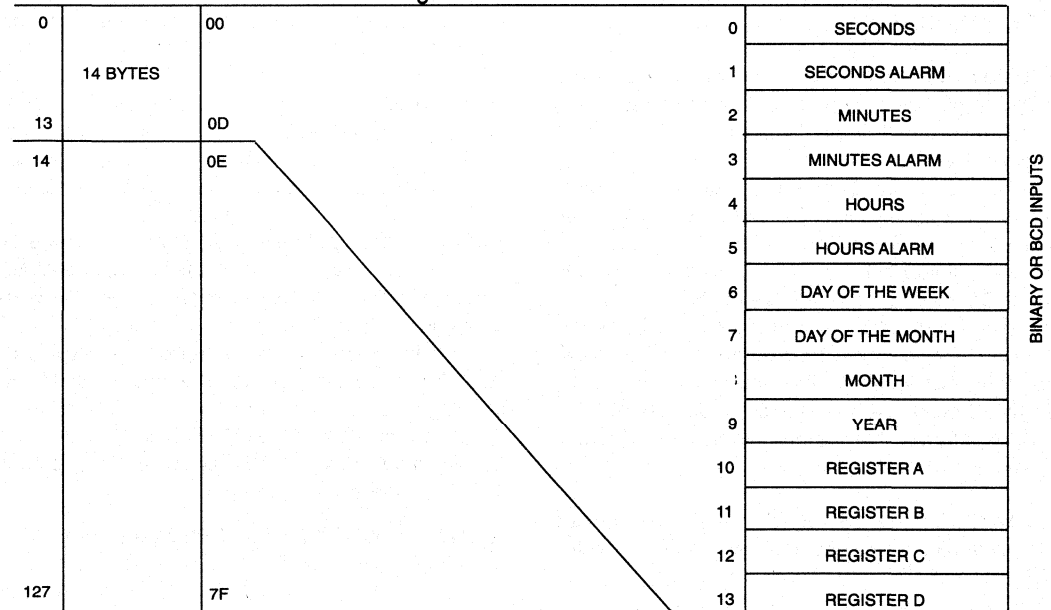 0
00
14 BYTES
13
0D
14
0E
127
7F
0 SECONDS
1 SECONDS ALARM
2 MINUTES
3 MINUTES ALARM
4 HOURS
5 HOURS ALARM
6 DAY OF THE WEEK
7 DAY OF THE MONTH
MONTH
9 YEAR
10 REGISTER A
11 REGISTER B
12 REGISTER C
13 REGISTER D
BINARY OR BCD INPUTS